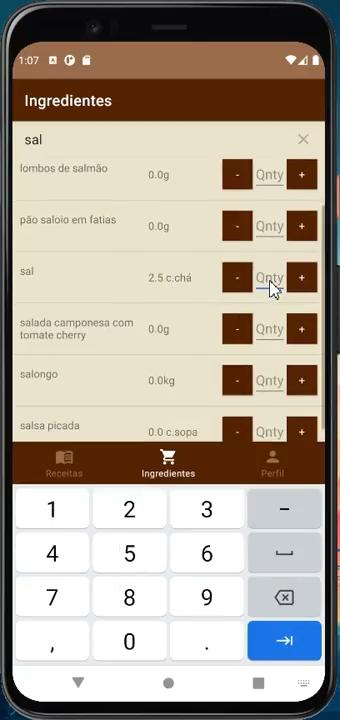 1:07
Ingredientes
sal
lombos de salmão 0.0g - Qnty +
pão saloio em fatias 0.0g - Qnty +
sal 2.5 c.chá - Qnty +
salada camponesa com
tomate cherry 0.0g - Qnty +
salongo 0.0kg - Qnty +
salsa picada 0.0 c.sopa - Qnty +
Receitas Ingredientes Perfil
1 2 3 -
4 5 6
7 8 9
, 0 .